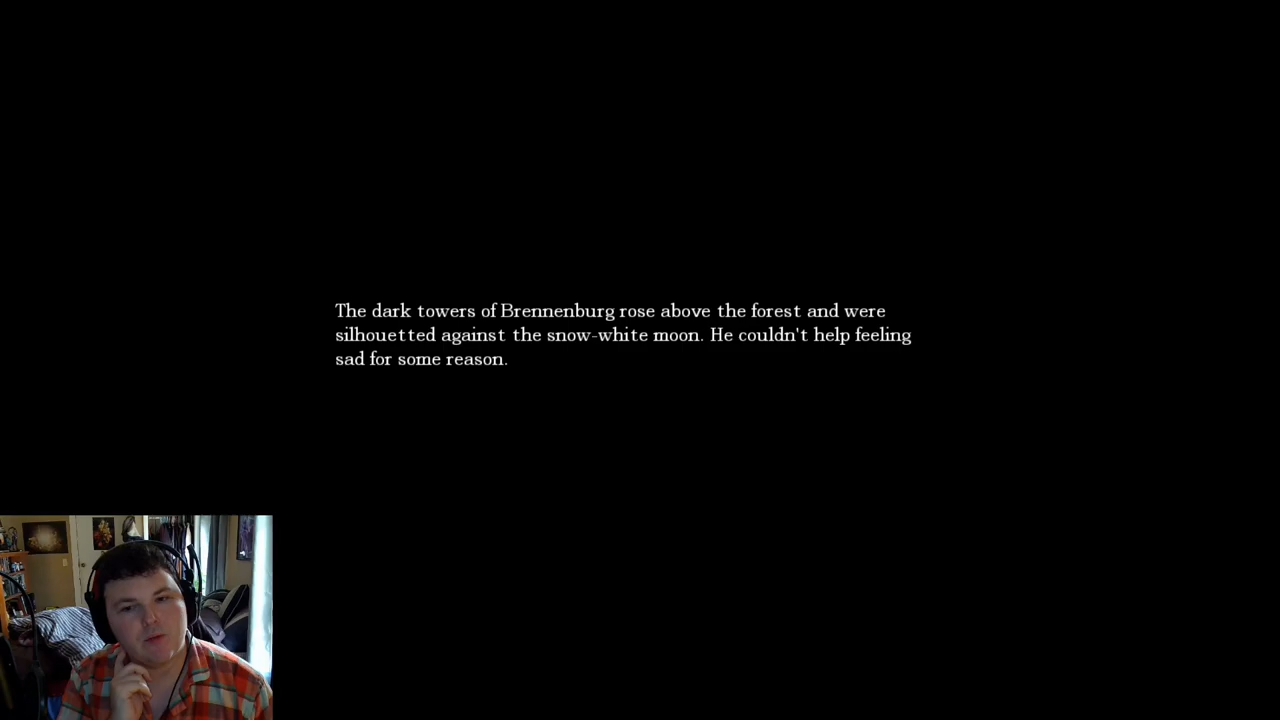 The dark towers of Brennenburg rose above the forest and were
silhouetted against the snow-white moon. He couldn't help feeling
sad for some reason.